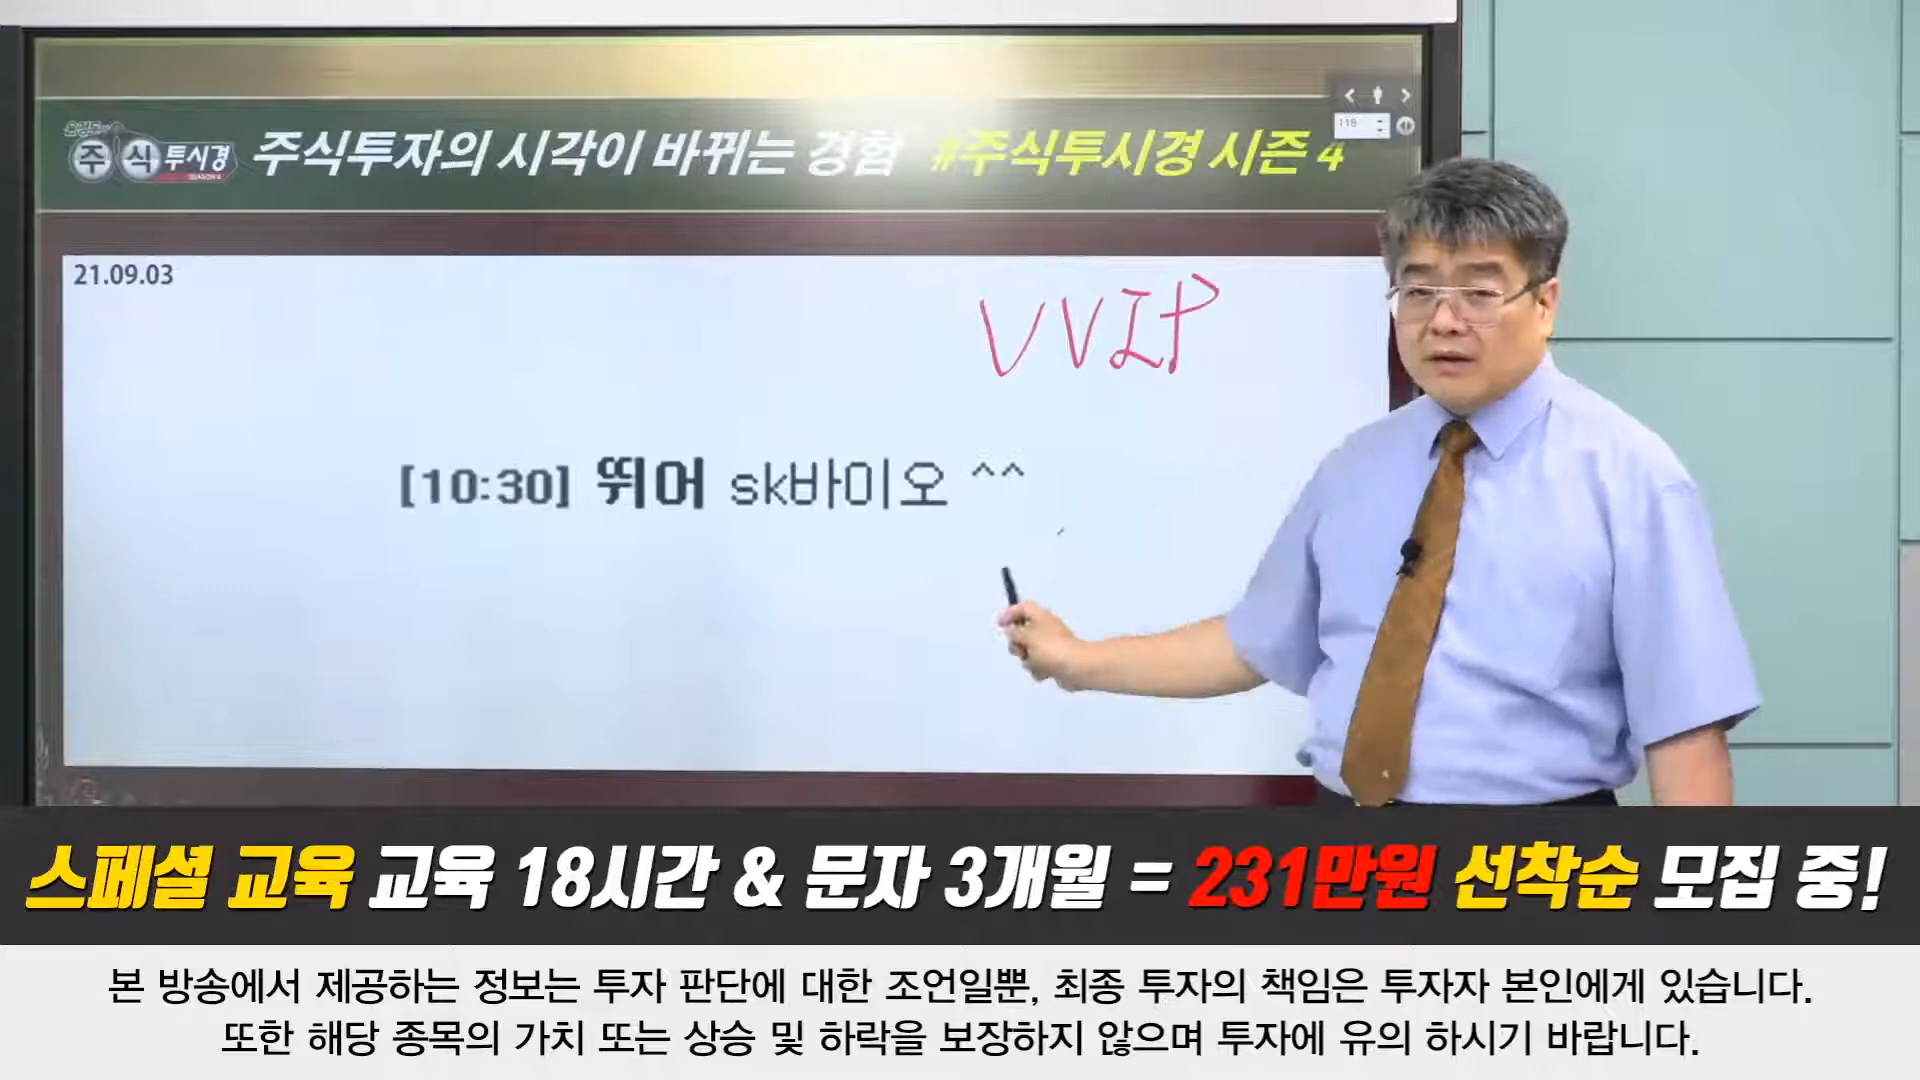 주식투시경 주식투자의 시각이 바뀌는 경험 #주식투시경 시즌 4
21.09.03
VVIP
[10:30] 뛰어 sk바이오 ^^
스페셜 교육 교육 18시간 & 문자 3개월 = 231만원 선착순 모집 중!
본 방송에서 제공하는 정보는 투자 판단에 대한 조언일뿐, 최종 투자의 책임은 투자자 본인에게 있습니다.
또한 해당 종목의 가치 또는 상승 및 하락을 보장하지 않으며 투자에 유의 하시기 바랍니다.